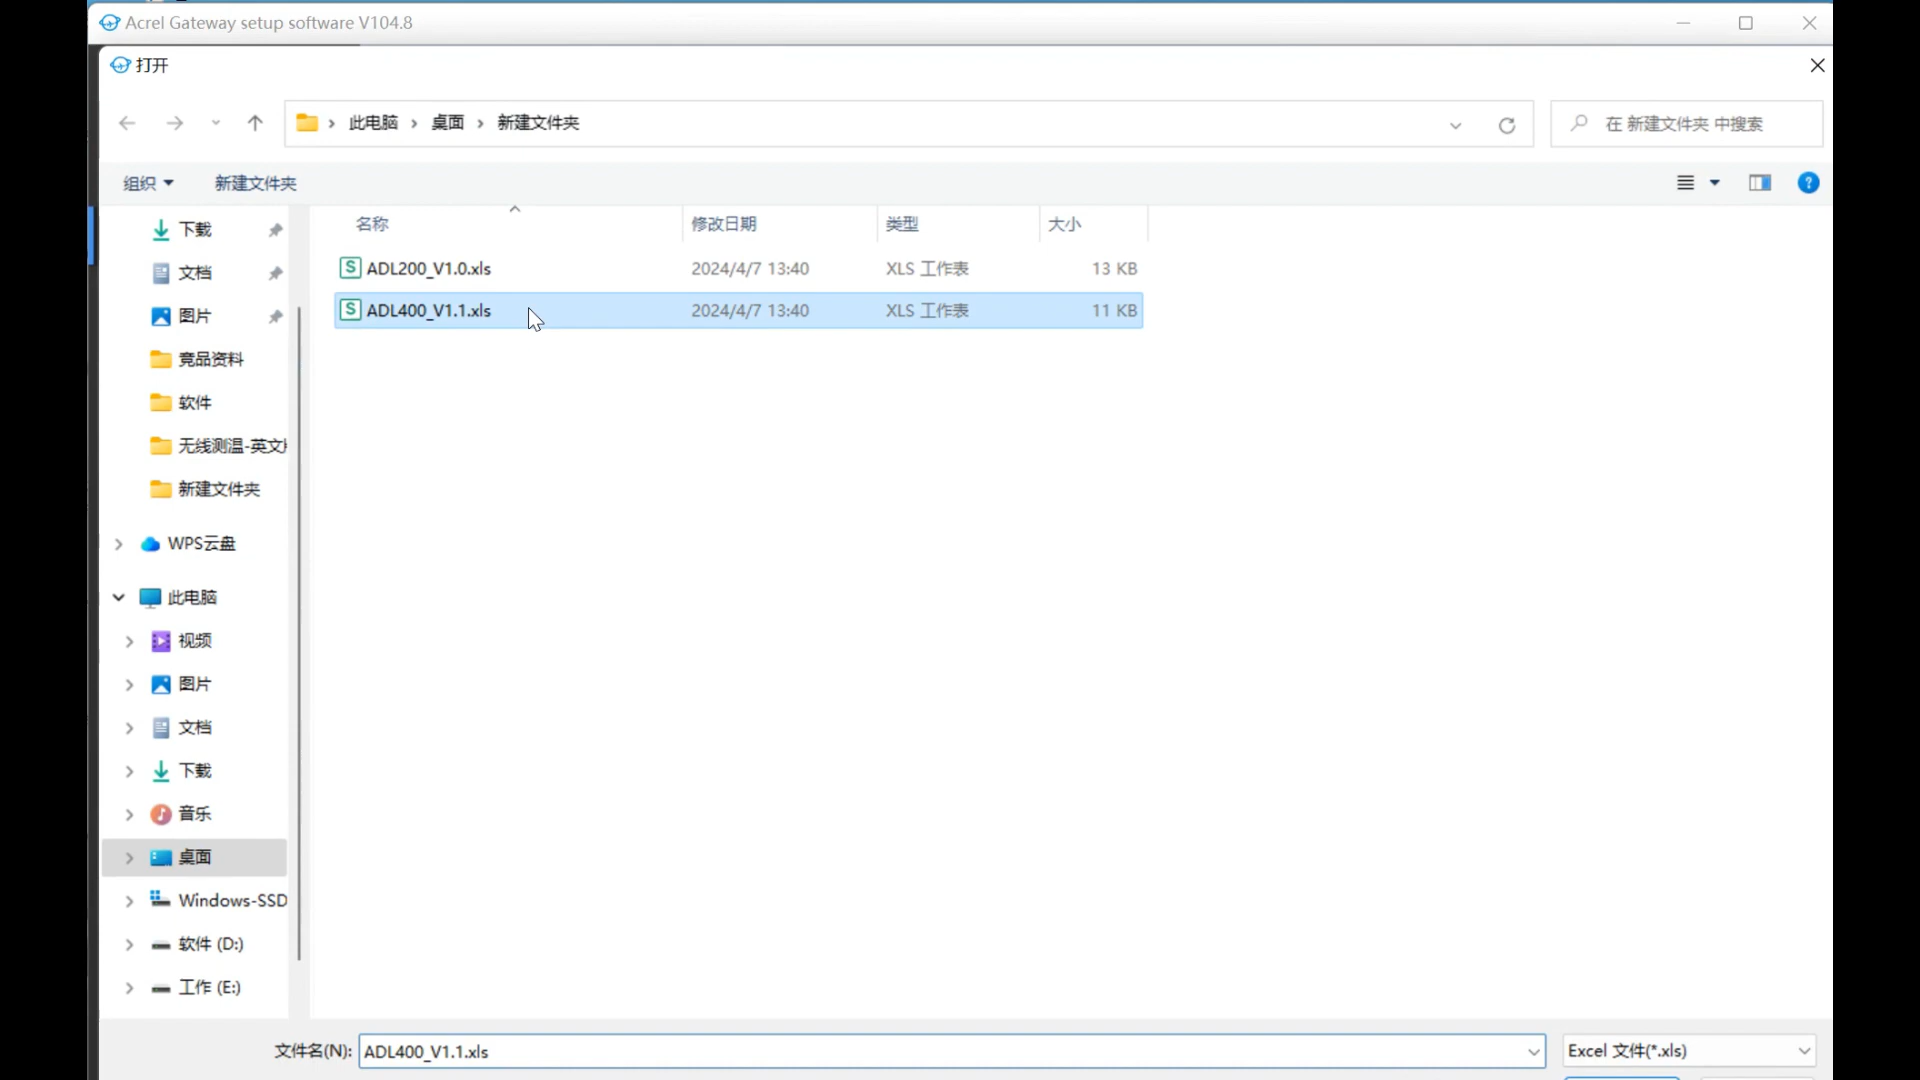 Acrel Gateway setup software V104.8
打开
此电脑 > 桌面 > 新建文件夹
在 新建文件夹 中搜索
组织 新建文件夹
名称 修改日期 类型 大小
ADL200_V1.0.xls 2024/4/7 13:40 XLS 工作表 13 KB
ADL400_V1.1.xls 2024/4/7 13:40 XLS 工作表 11 KB
下载
文档
图片
竞品资料
软件
无线测温-英文
新建文件夹
WPS云盘
此电脑
视频
图片
文档
下载
音乐
桌面
Windows-SSD
软件 (D:)
工作 (E:)
文件名(N): ADL400_V1.1.xls Excel 文件(*.xls)